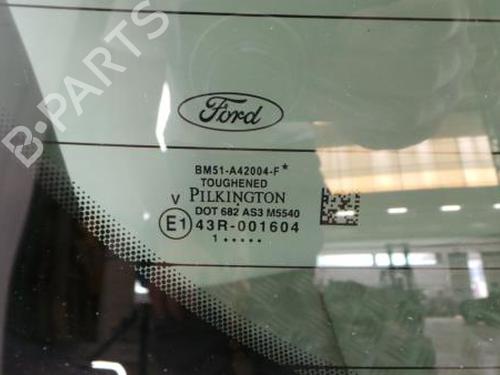 B-PARTS
Ford
BM51-A42004-F*
TOUGHENED
V PILKINGTON
DOT 682 AS3 M5540
E1 43R-001604
1 •••••